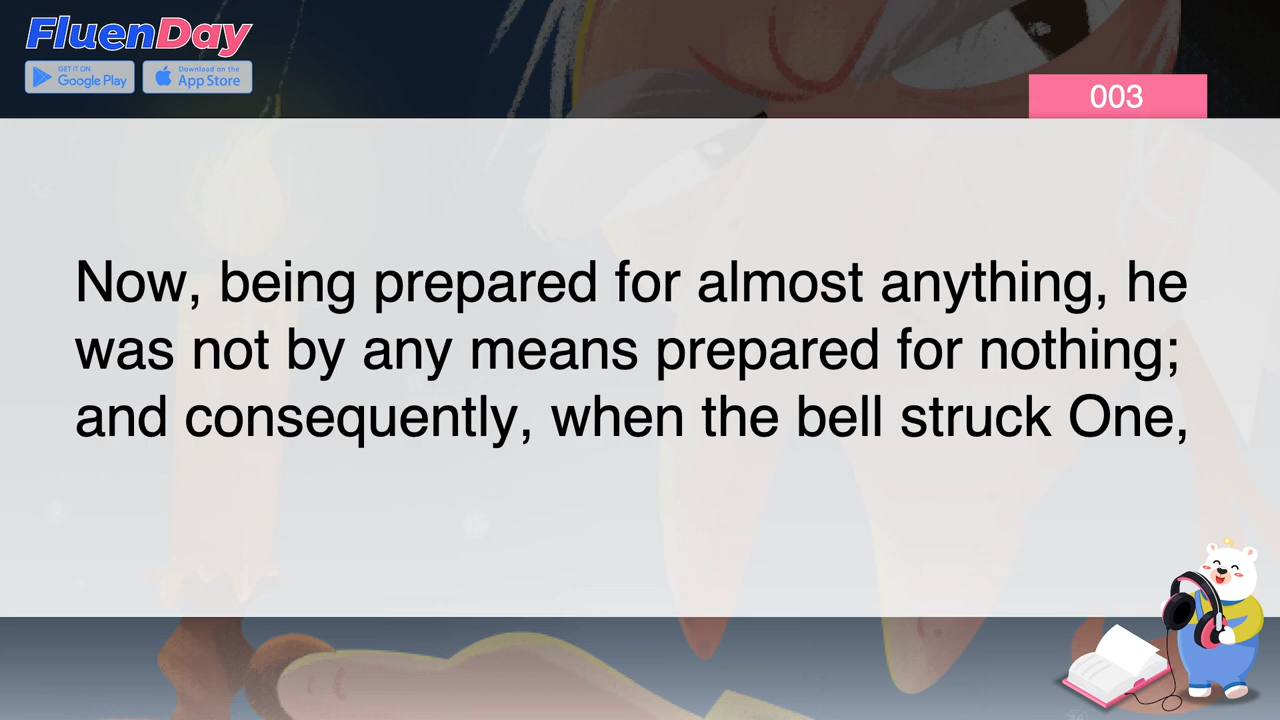 FluenDay
GET IT ON
Google Play
Download on the
App Store
003
Now, being prepared for almost anything, he
was not by any means prepared for nothing;
and consequently, when the bell struck One,